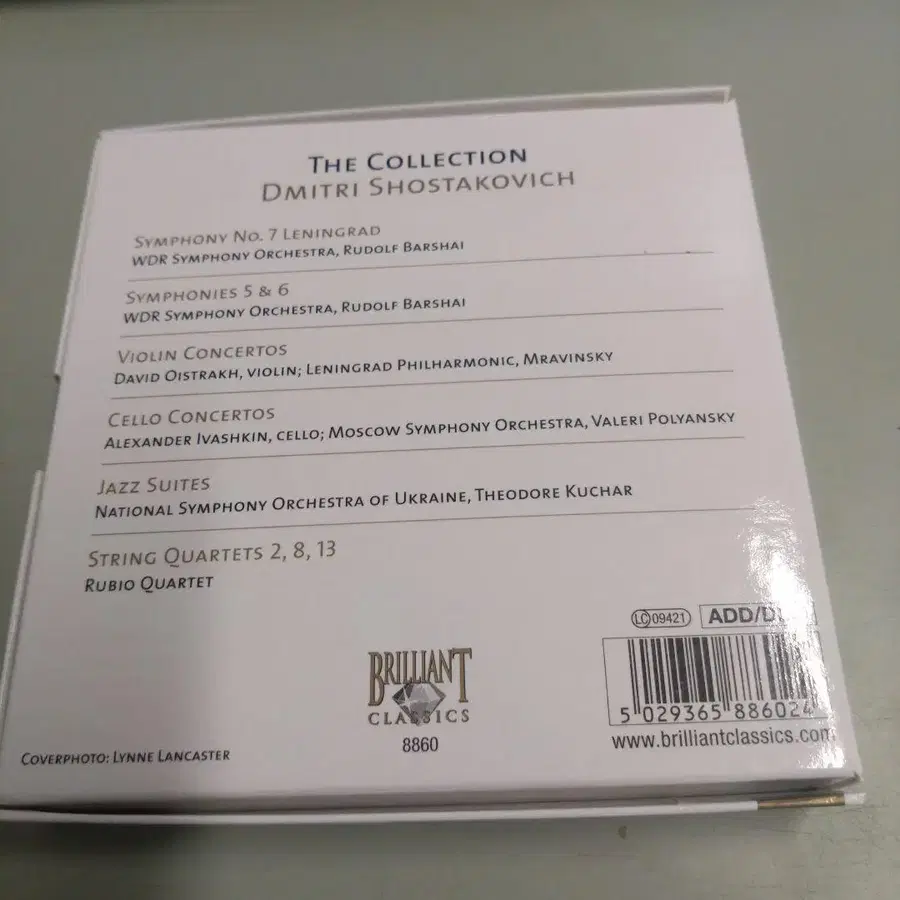 THE COLLECTION
DMITRI SHOSTAKOVICH
SYMPHONY NO. 7 LENINGRAD
WDR SYMPHONY ORCHESTRA, RUDOLF BARSHAI
SYMPHONIES 5 & 6
WDR SYMPHONY ORCHESTRA, RUDOLF BARSHAI
VIOLIN CONCERTOS
DAVID OISTRAKH, VIOLIN; LENINGRAD PHILHARMONIC, MRAVINSKY
CELLO CONCERTOS
ALEXANDER IVASHKIN, CELLO; MOSCOW SYMPHONY ORCHESTRA, VALERI POLYANSKY
JAZZ SUITES
NATIONAL SYMPHONY ORCHESTRA OF UKRAINE, THEODORE KUCHAR
STRING QUARTETS 2, 8, 13
RUBIO QUARTET
LC 09421
BRILLIANT
CLASSICS
8860
5 029365 886024
www.brilliantclassics.com
COVERPHOTO: LYNNE LANCASTER